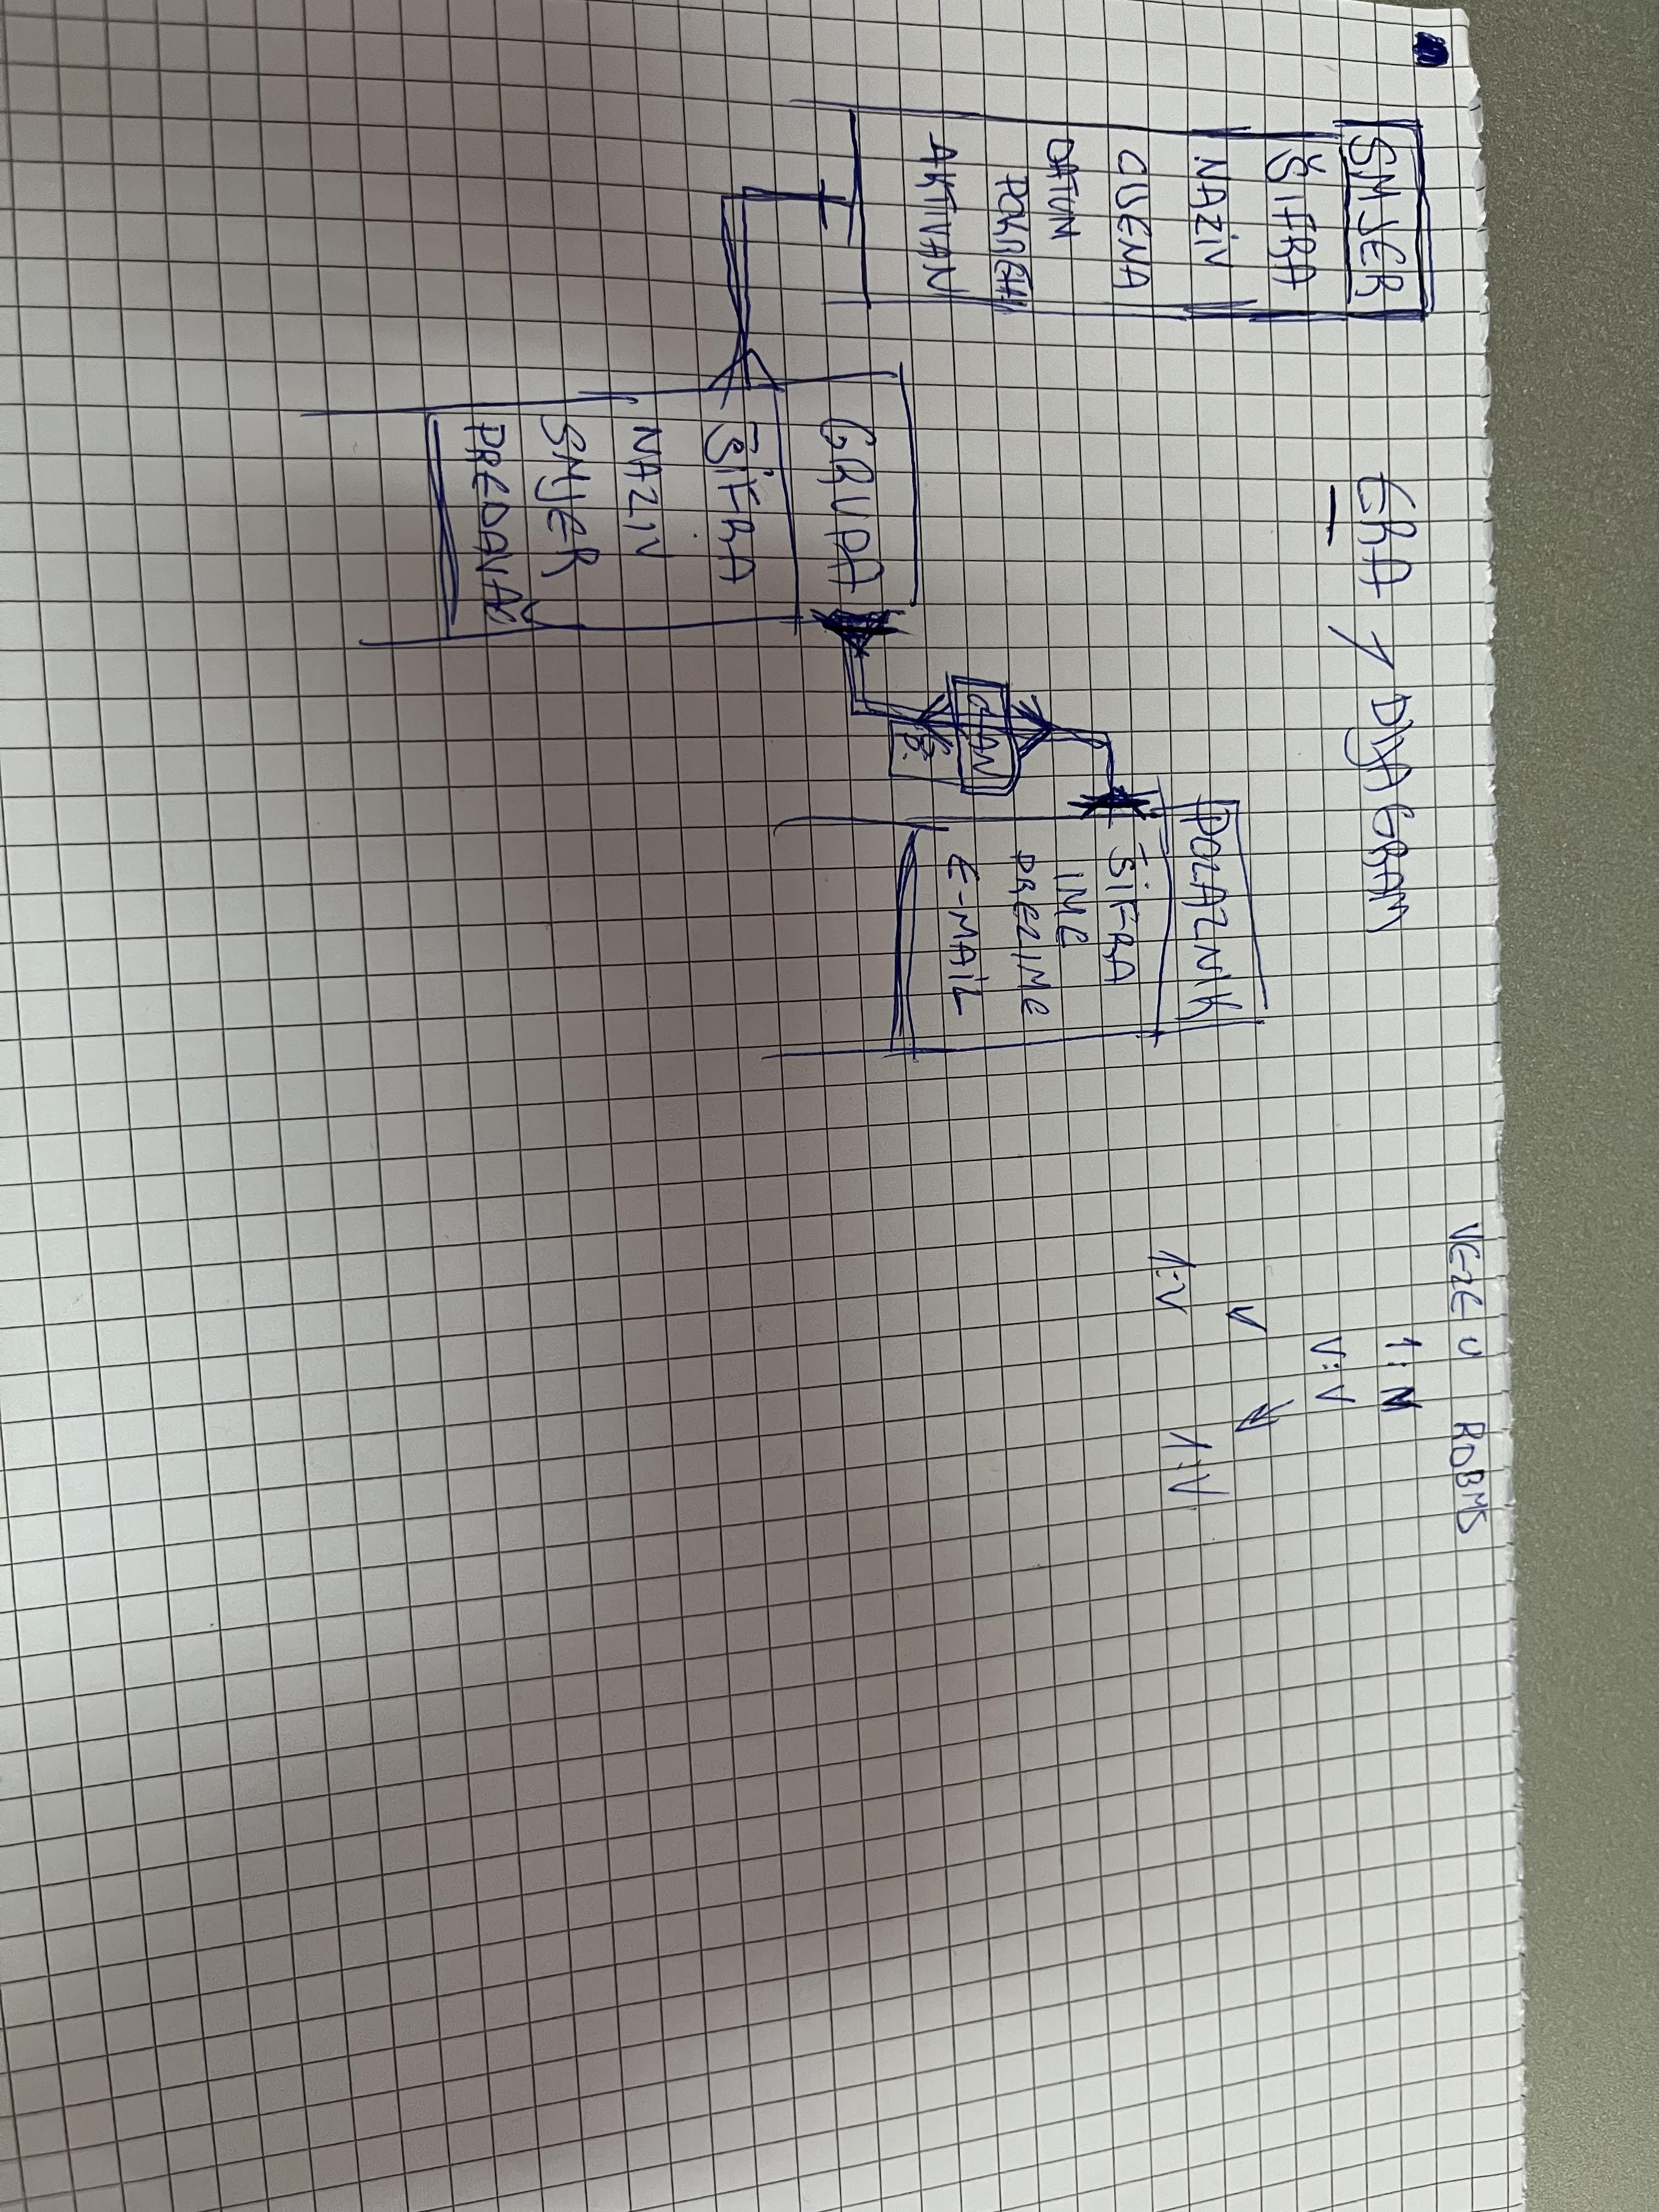 VEZE U RDBMS
1:N
V:V
1:V
1:V
ERA DIJAGRAM
SMJER
ŠIFRA
NAZIV
CIJENA
DATUM
AKTIVAN
GRUPA
ŠIFRA
NAZIV
SMJER
PREDAVAČ
ČLAN
POLAZNIK
ŠIFRA
IME
PREZIME
E-MAIL